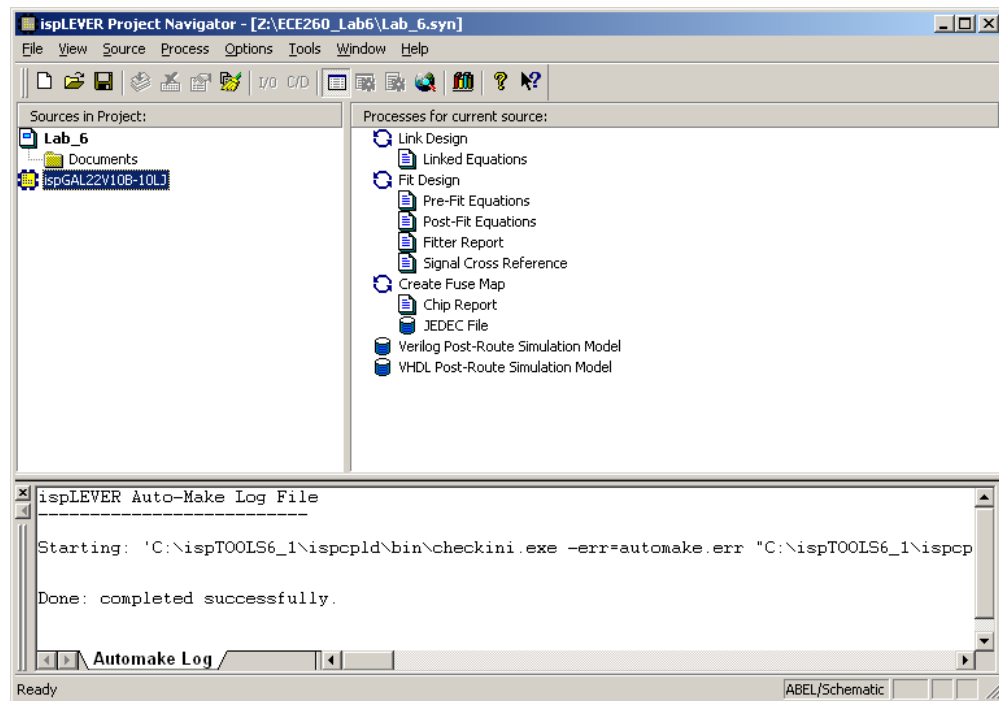 ispLEVER Project Navigator - [Z:\ECE260_Lab6\Lab_6.syn]
File View Source Process Options Tools Window Help
I/O C/D
Sources in Project:
Lab_6
Documents
ispGAL22V10B-10LJ
Processes for current source:
Link Design
Linked Equations
Fit Design
Pre-Fit Equations
Post-Fit Equations
Fitter Report
Signal Cross Reference
Create Fuse Map
Chip Report
JEDEC File
Verilog Post-Route Simulation Model
VHDL Post-Route Simulation Model
ispLEVER Auto-Make Log File
---------------------------
Starting: 'C:\ispTOOLS6_1\ispcpld\bin\checkini.exe -err=automake.err "C:\ispTOOLS6_1\ispcp
Done: completed successfully.
Automake Log
Ready
ABEL/Schematic